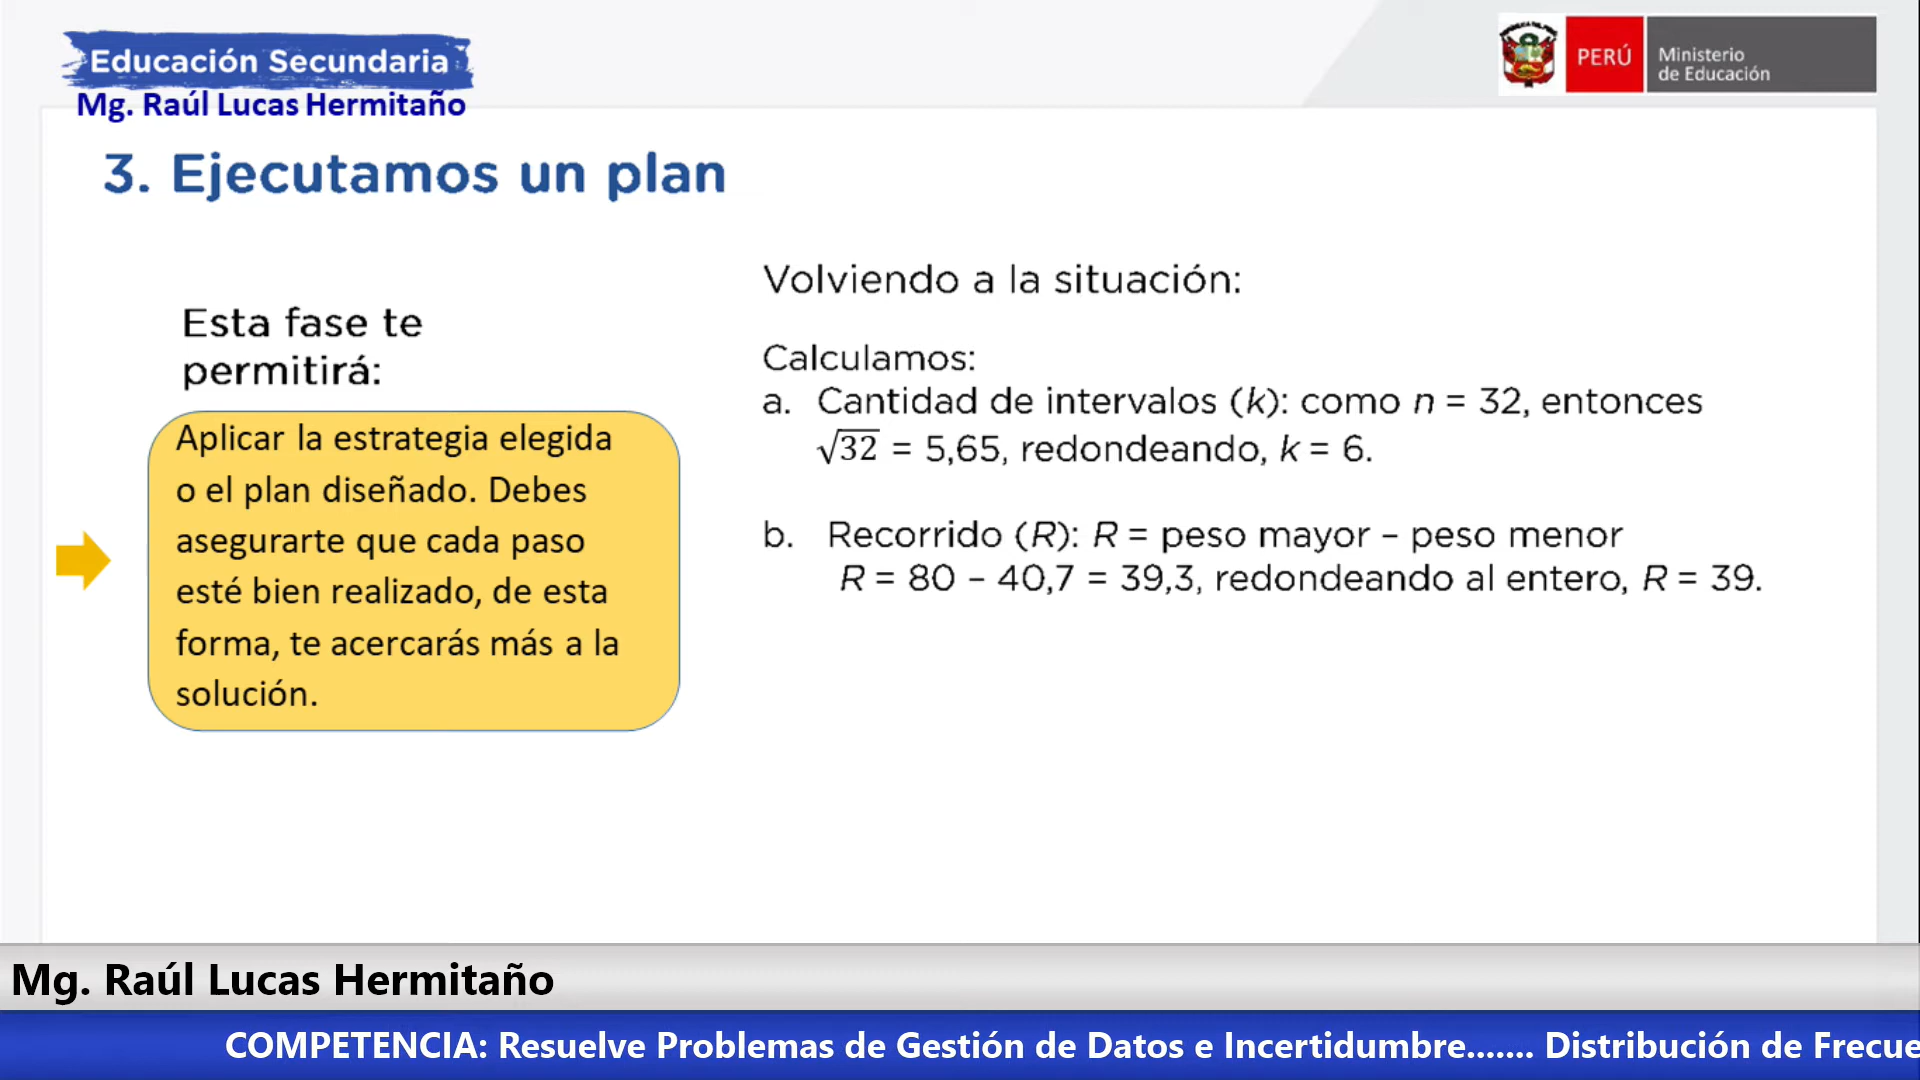 Educación Secundaria
Mg. Raúl Lucas Hermitaño
PERÚ
Ministerio
de Educación
3. Ejecutamos un plan
Esta fase te
permitirá:
Aplicar la estrategia elegida
o el plan diseñado. Debes
asegurarte que cada paso
esté bien realizado, de esta
forma, te acercarás más a la
solución.
Volviendo a la situación:
Calculamos:
a. Cantidad de intervalos (k): como n = 32, entonces
√32 = 5,65, redondeando, k = 6.
b. Recorrido (R): R = peso mayor – peso menor
R = 80 – 40,7 = 39,3, redondeando al entero, R = 39.
Mg. Raúl Lucas Hermitaño
COMPETENCIA: Resuelve Problemas de Gestión de Datos e Incertidumbre....... Distribución de Frecue